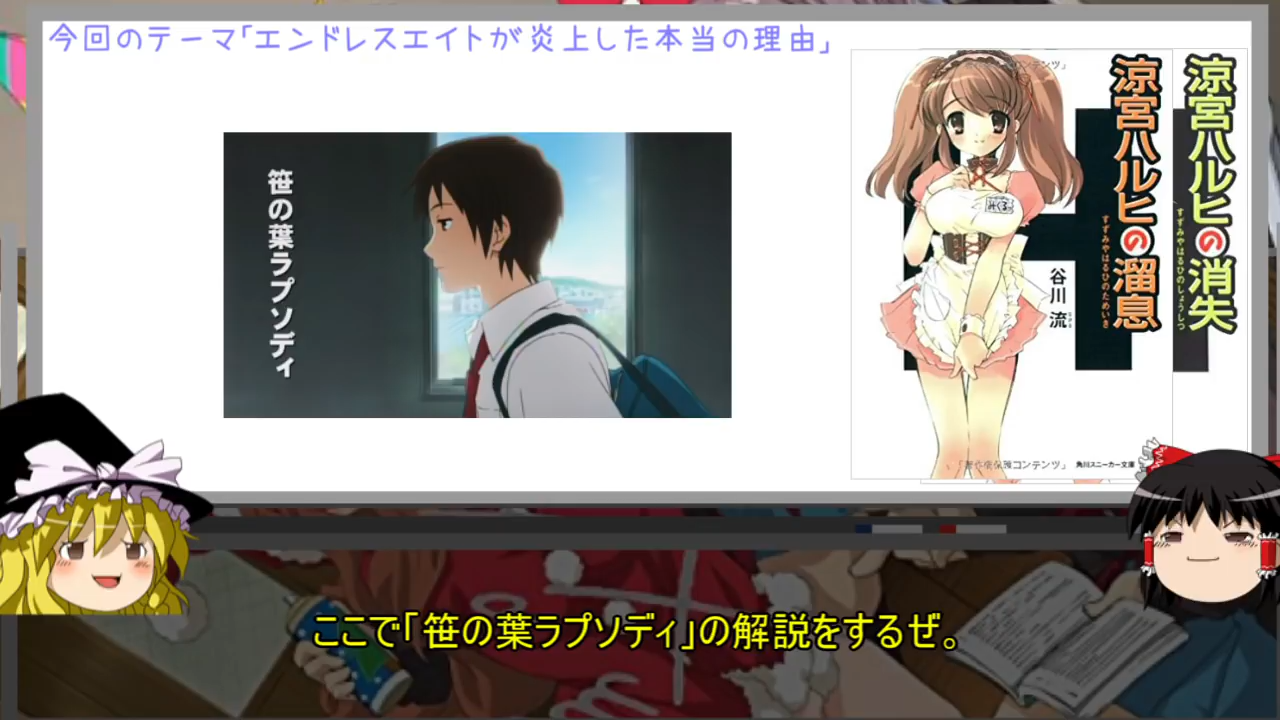 今回のテーマ「エンドレスエイトが炎上した本当の理由」
笹の葉ラプソディ
涼宮ハルヒの消失
すずみやはるひのしょうしつ
涼宮ハルヒの溜息
すずみやはるひのためいき
谷川 流
みくる
角川スニーカー文庫
ここで「笹の葉ラプソディ」の解説をするぜ。